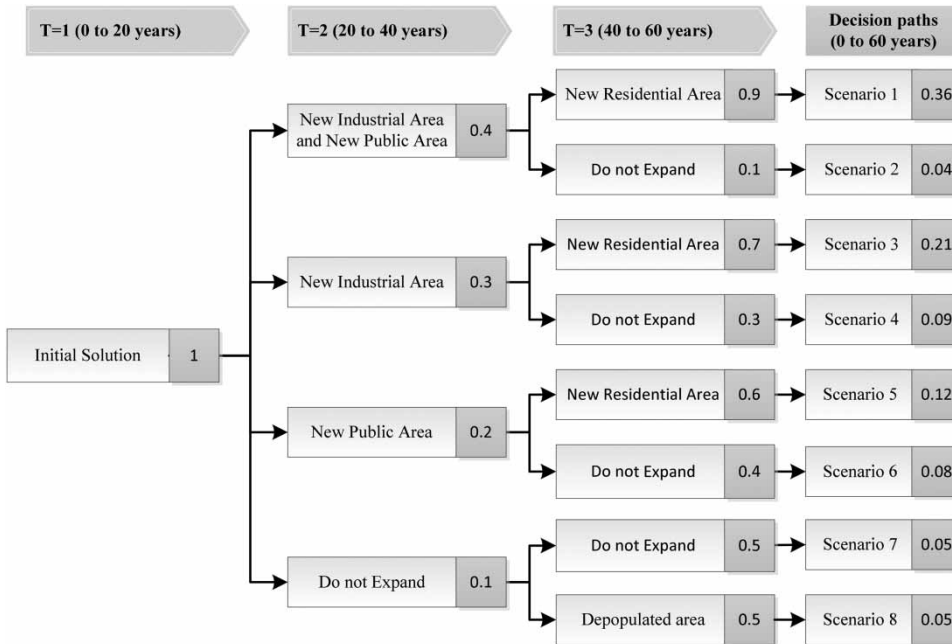 T=1 (0 to 20 years)
T=2 (20 to 40 years)
T=3 (40 to 60 years)
Decision paths
(0 to 60 years)
Initial Solution
1
New Industrial Area
and New Public Area
0.4
New Residential Area
0.9
Scenario 1
0.36
Do not Expand
0.1
Scenario 2
0.04
New Industrial Area
0.3
New Residential Area
0.7
Scenario 3
0.21
Do not Expand
0.3
Scenario 4
0.09
New Public Area
0.2
New Residential Area
0.6
Scenario 5
0.12
Do not Expand
0.4
Scenario 6
0.08
Do not Expand
0.1
Do not Expand
0.5
Scenario 7
0.05
Depopulated area
0.5
Scenario 8
0.05